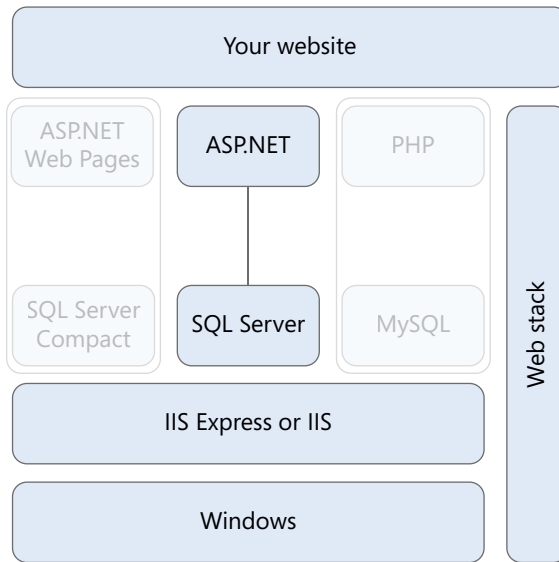 Your website
ASP.NET
Web Pages
ASP.NET
PHP
SQL Server
Compact
SQL Server
MySQL
Web stack
IIS Express or IIS
Windows